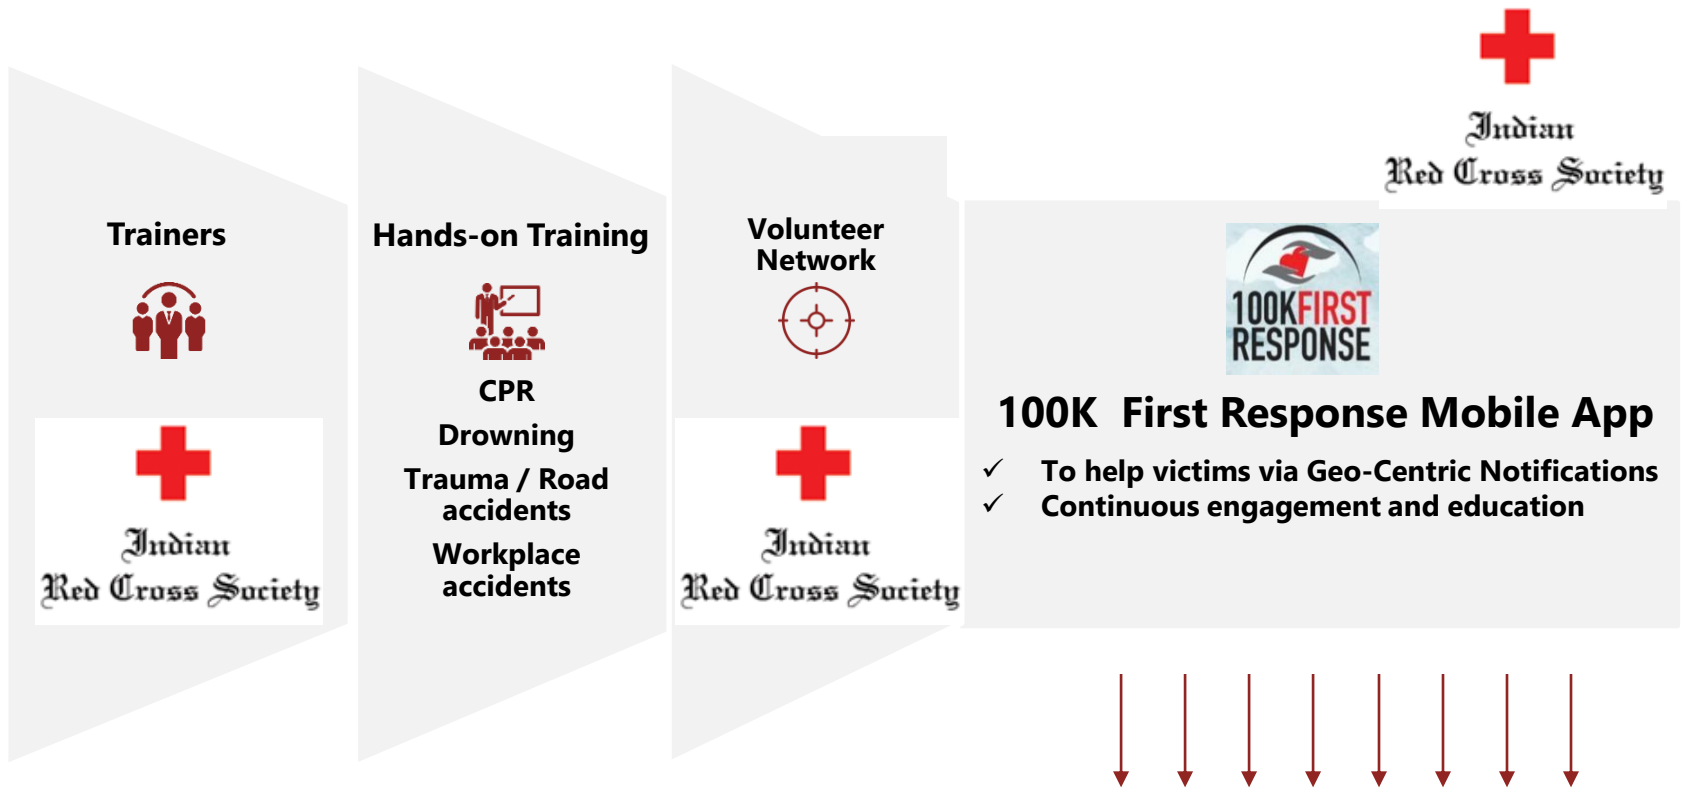 Trainers
Indian
Red Cross Society
Hands-on Training
CPR
Drowning
Trauma / Road
accidents
Workplace
accidents
Volunteer
Network
Indian
Red Cross Society
Indian
Red Cross Society
100KFIRST
RESPONSE
100K First Response Mobile App
✓ To help victims via Geo-Centric Notifications
✓ Continuous engagement and education